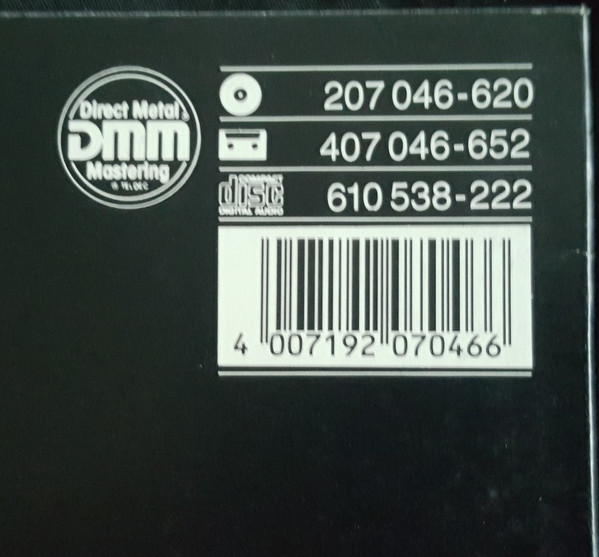 Direct Metal
DMM
Mastering
® TELDEC
207 046-620
407 046-652
COMPACT
disc
DIGITAL AUDIO
610 538-222
4 007192 070466